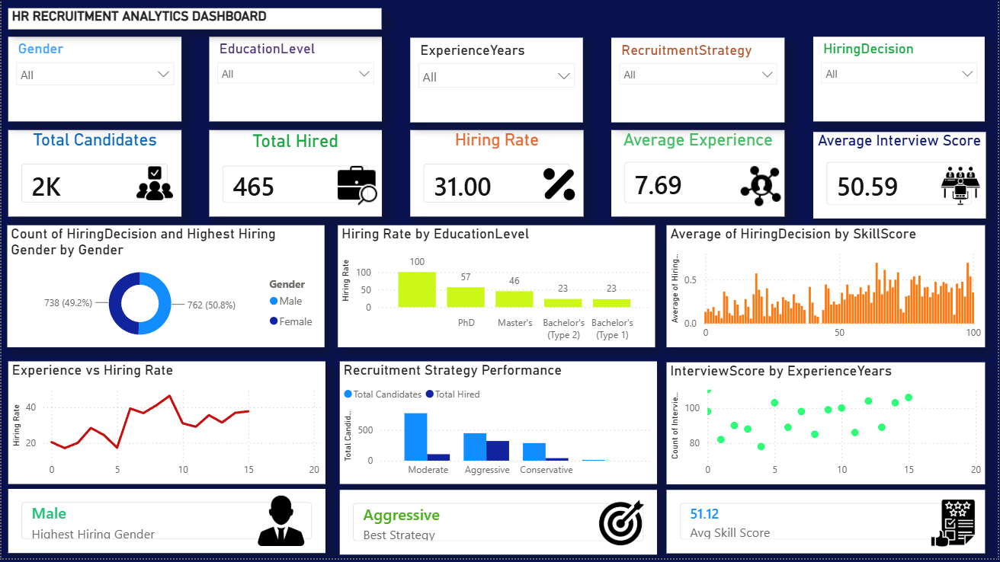 HR RECRUITMENT ANALYTICS DASHBOARD
Gender
All
EducationLevel
All
ExperienceYears
All
RecruitmentStrategy
All
HiringDecision
All
Total Candidates
2K
Total Hired
465
Hiring Rate
31.00
Average Experience
7.69
Average Interview Score
50.59
Count of HiringDecision and Highest Hiring
Gender by Gender
738 (49.2%)
762 (50.8%)
Gender
Male
Female
Hiring Rate by EducationLevel
Hiring Rate
100
50
0
100
57
46
23
23
PhD
Master's
Bachelor's
(Type 2)
Bachelor's
(Type 1)
Average of HiringDecision by SkillScore
Average of Hiring...
0.5
0.0
0
50
100
Experience vs Hiring Rate
Hiring Rate
40
20
0
5
10
15
20
Recruitment Strategy Performance
Total Candidates
Total Hired
Total Candid...
500
0
Moderate
Aggressive
Conservative
InterviewScore by ExperienceYears
Count of Intervie...
100
80
0
5
10
15
20
Male
Highest Hiring Gender
Aggressive
Best Strategy
51.12
Avg Skill Score